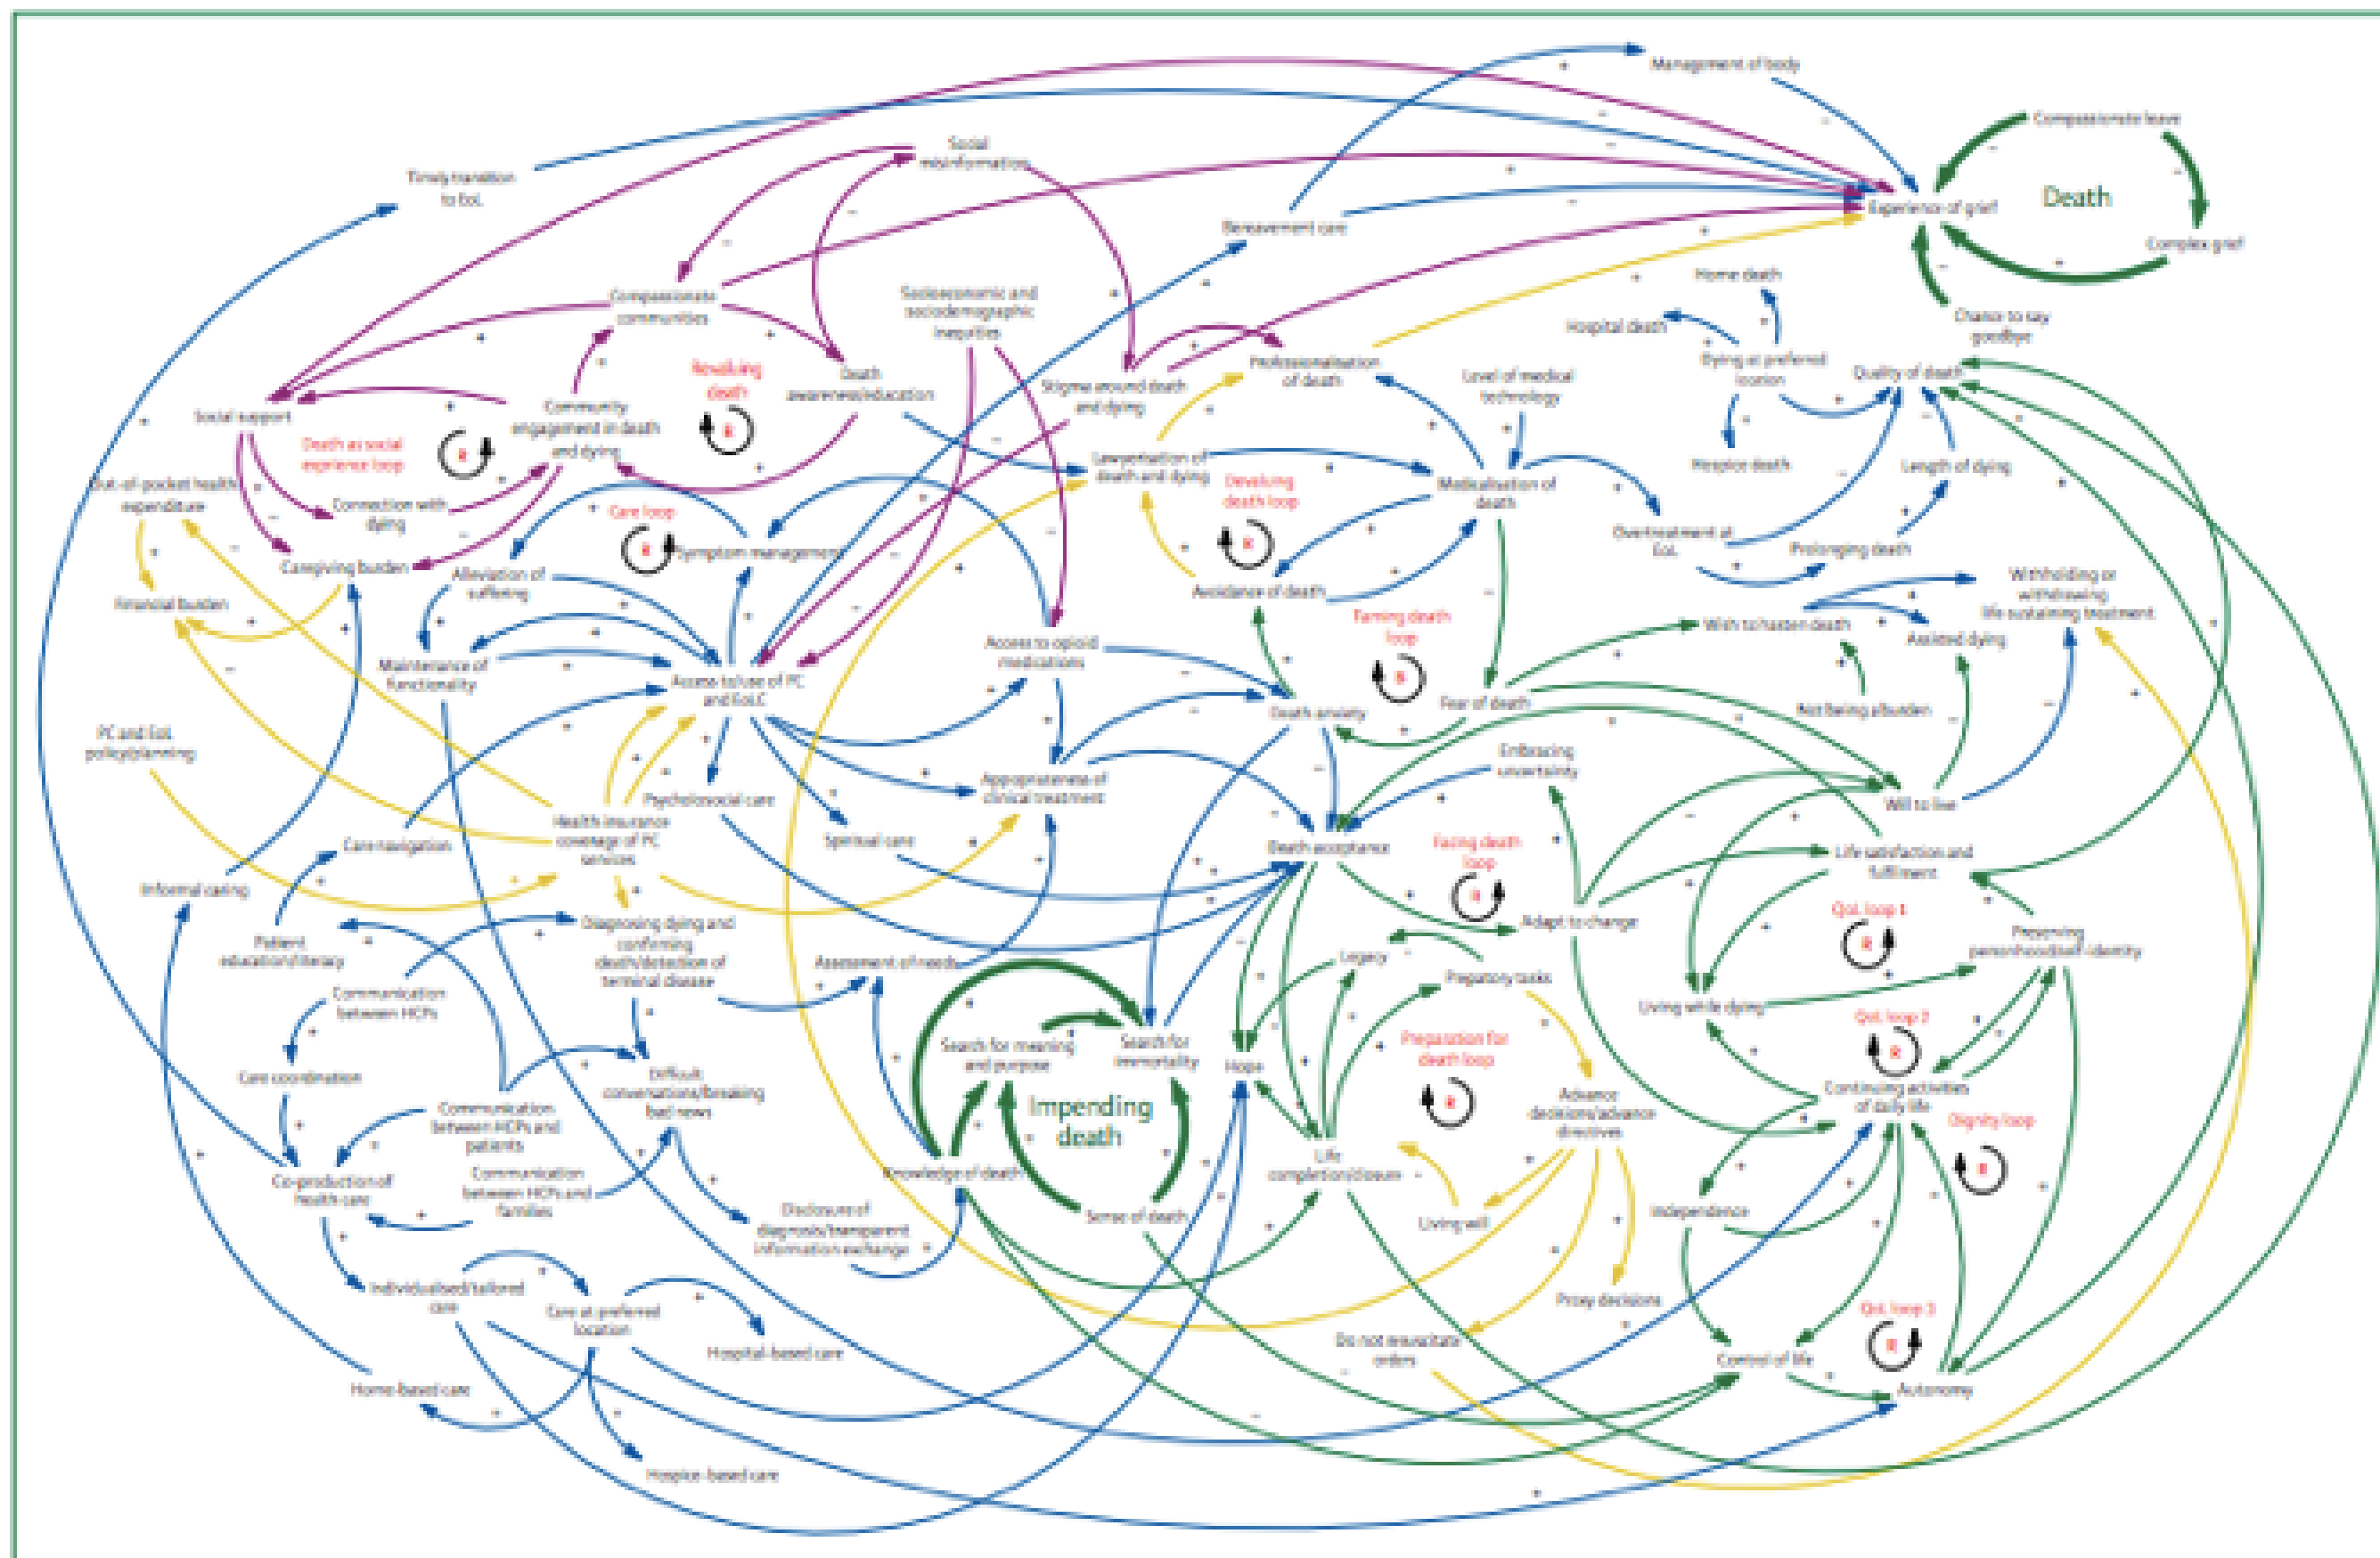 Management of body
Compassionate leave
Social
misinformation
Timely transition
to EoL
Death
Experience of grief
Bereavement care
Complex grief
Home death
Compassionate
communities
Socioeconomic and
sociodemographic
inequities
Hospital death
Chance to say
goodbye
Professionalisation
of death
Dying at preferred
location
Quality of death
Revaluing
death
Death
awareness/education
Stigma around death
and dying
Level of medical
technology
Social support
Community
engagement in death
and dying
R
Death as social
exprience loop
R
Lawyerisation of
death and dying
Hospice death
Length of dying
Out-of-pocket health
expenditure
Connection with
dying
Devaluing
death loop
Medicalisation of
death
Care loop
R
Symptom management
R
Overtreatment at
EoL
Prolonging death
Caregiving burden
Alleviation of
suffering
Avoidance of death
Withholding or
withdrawing
life-sustaining treatment
Financial burden
Taming death
loop
Wish to hasten death
Assisted dying
Access to opioid
medications
Maintenance of
functionality
Access to/use of PC
and EoLC
B
Death anxiety
Fear of death
Not being a burden
PC and EoL
policy/planning
Embracing
uncertainty
Appopriateness of
clinical treatment
Psychosocial care
Will to live
Health insurance
coverage of PC
services
Care navigation
Spiritual care
Death acceptance
Facing death
loop
R
Life satisfaction and
fulfilment
Informal caring
QoL loop 1
R
Patient
education/literacy
Diagnosing dying and
confirming
death/detection of
terminal disease
Adapt to change
Preserving
personhood/self-identity
Assessment of needs
Legacy
Prepatory tasks
Communication
between HCPs
Living while dying
QoL loop 2
R
Search for meaning
and purpose
Search for
immortality
Hope
Preparation for
death loop
R
Care coordination
Difficult
conversations/breaking
bad news
Continuing activities
of daily life
Communication
between HCPs and
patients
Impending
death
Advance
decisions/advance
directives
Dignity loop
R
Co-production of
health care
Communication
between HCPs and
families
Knowledge of death
Life
completion/closure
Sense of death
Disclosure of
diagnosis/transparent
information exchange
Living will
Independence
Individualised/tailored
care
Care at preferred
location
Proxy decisions
QoL loop 3
R
Hospital-based care
Do not resuscitate
orders
Control of life
Home-based care
Autonomy
Hospice-based care